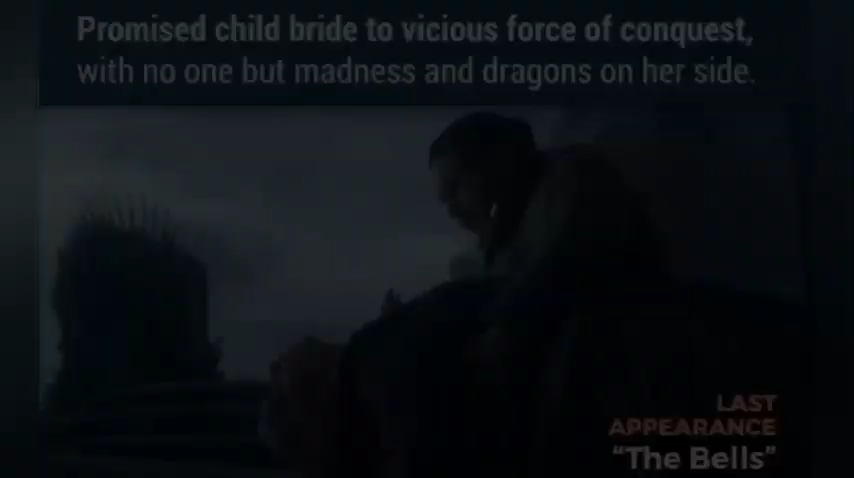 Promised child bride to vicious force of conquest,
with no one but madness and dragons on her side.
LAST
APPEARANCE
“The Bells”